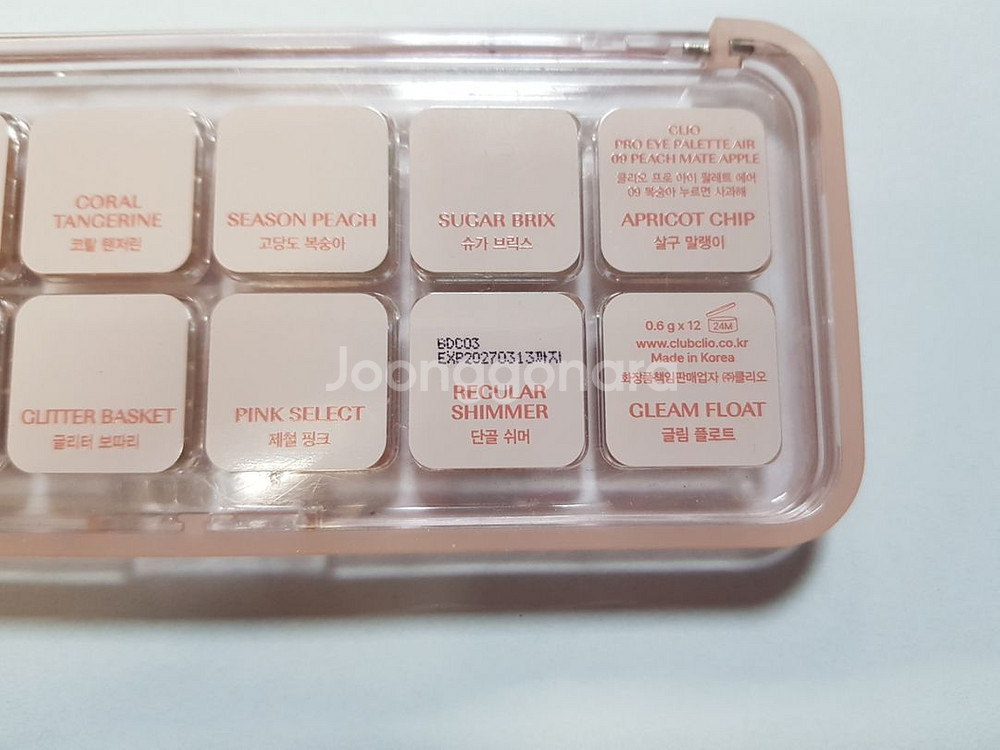 CORAL
TANGERINE
코랄 탠저린
SEASON PEACH
고당도 복숭아
SUGAR BRIX
슈가 브릭스
CLIO
PRO EYE PALETTE AIR
09 PEACH MATE APPLE
클리오 프로 아이 팔레트 에어
09 복숭아 누르면 사과해
APRICOT CHIP
살구 말랭이
GLITTER BASKET
글리터 보따리
PINK SELECT
제철 핑크
BDC03
EXP20270313까지
REGULAR
SHIMMER
단골 쉬머
0.6 g x 12 24M
www.clubclio.co.kr
Made in Korea
화장품책임판매업자 ㈜클리오
GLEAM FLOAT
글림 플로트
Joonggonara